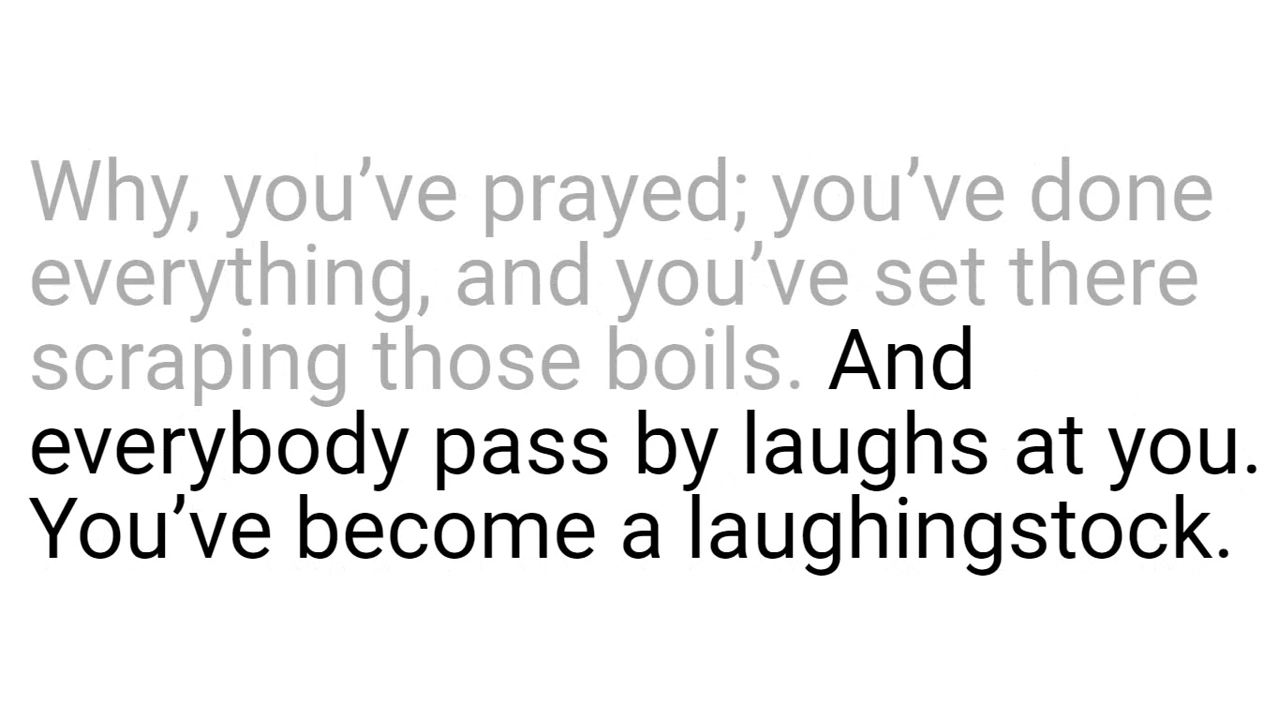 Why, you’ve prayed; you’ve done
everything, and you’ve set there
scraping those boils. And
everybody pass by laughs at you.
You’ve become a laughingstock.